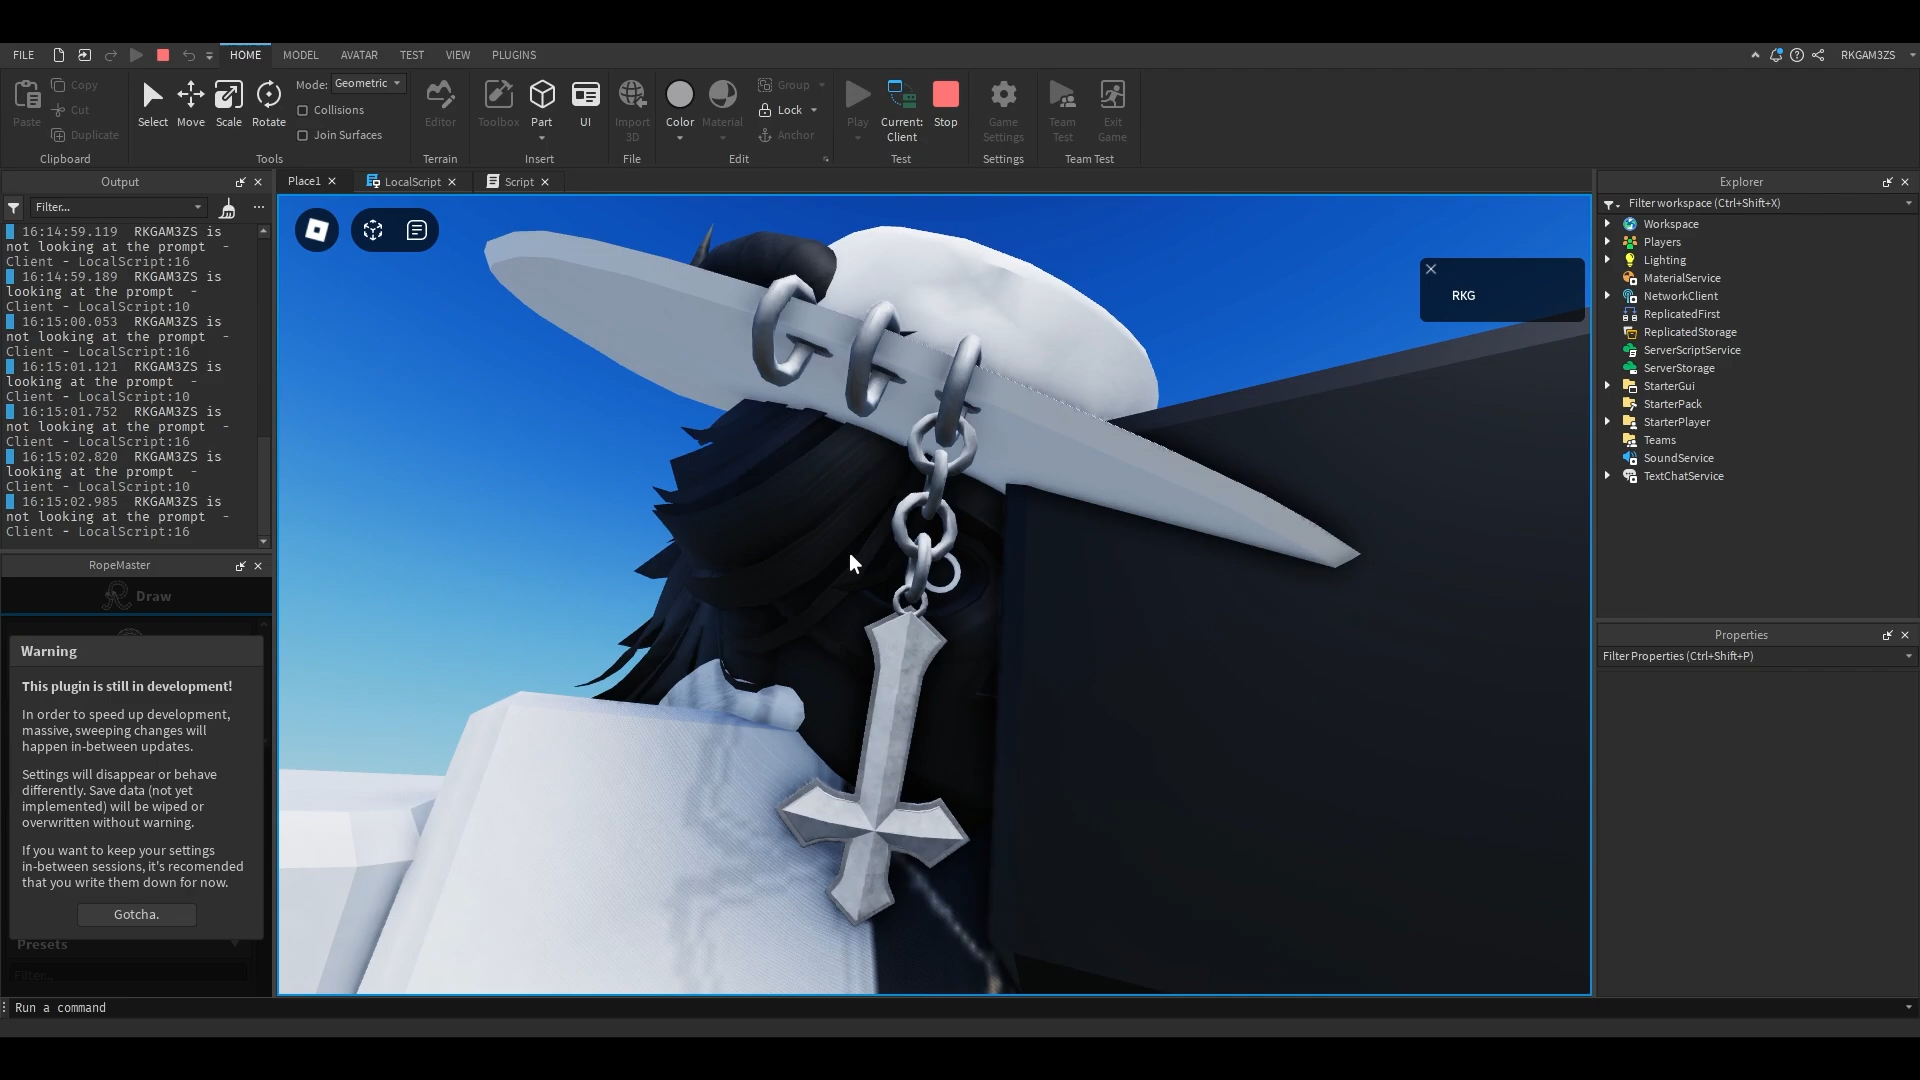 FILE
HOME
MODEL
AVATAR
TEST
VIEW
PLUGINS
RKGAM3ZS
Paste
Copy
Cut
Duplicate
Clipboard
Select
Move
Scale
Rotate
Mode: Geometric
Collisions
Join Surfaces
Tools
Editor
Terrain
Toolbox
Part
UI
Insert
Import
3D
File
Color
Material
Group
Lock
Anchor
Edit
Play
Current:
Client
Stop
Test
Game
Settings
Settings
Team
Test
Exit
Game
Team Test
Output
Filter...
16:14:59.119 RKGAM3ZS is
not looking at the prompt -
Client - LocalScript:16
16:14:59.189 RKGAM3ZS is
looking at the prompt -
Client - LocalScript:10
16:15:00.053 RKGAM3ZS is
not looking at the prompt -
Client - LocalScript:16
16:15:01.121 RKGAM3ZS is
looking at the prompt -
Client - LocalScript:10
16:15:01.752 RKGAM3ZS is
not looking at the prompt -
Client - LocalScript:16
16:15:02.820 RKGAM3ZS is
looking at the prompt -
Client - LocalScript:10
16:15:02.985 RKGAM3ZS is
not looking at the prompt -
Client - LocalScript:16
RopeMaster
Draw
Warning
This plugin is still in development!
In order to speed up development,
massive, sweeping changes will
happen in-between updates.
Settings will disappear or behave
differently. Save data (not yet
implemented) will be wiped or
overwritten without warning.
If you want to keep your settings
in-between sessions, it's recomended
that you write them down for now.
Gotcha.
Presets
Filter...
Place1
LocalScript
Script
RKG
Explorer
Filter workspace (Ctrl+Shift+X)
Workspace
Players
Lighting
MaterialService
NetworkClient
ReplicatedFirst
ReplicatedStorage
ServerScriptService
ServerStorage
StarterGui
StarterPack
StarterPlayer
Teams
SoundService
TextChatService
Properties
Filter Properties (Ctrl+Shift+P)
Run a command